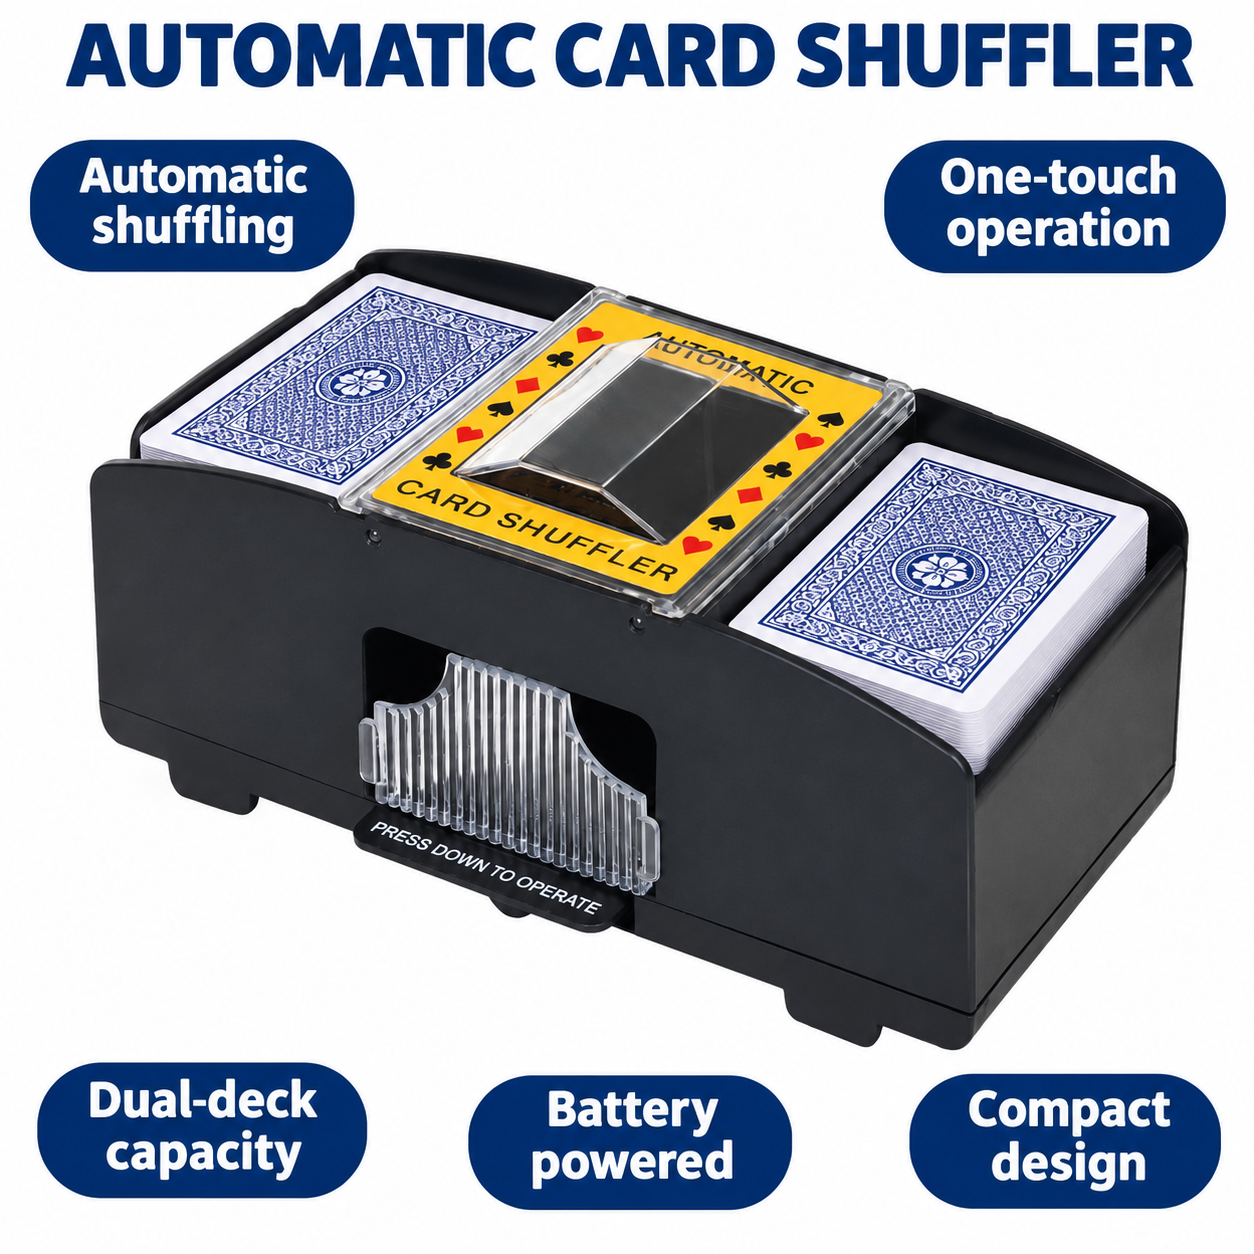 AUTOMATIC CARD SHUFFLER
Automatic
shuffling
One-touch
operation
AUTOMATIC
CARD SHUFFLER
PRESS DOWN TO OPERATE
Dual-deck
capacity
Battery
powered
Compact
design